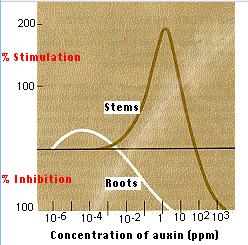 200
% Stimulation
100
Stems
% Inhibition
Roots
100
10-6 10-4 10-2 1 10 102 103
Concentration of auxin (ppm)